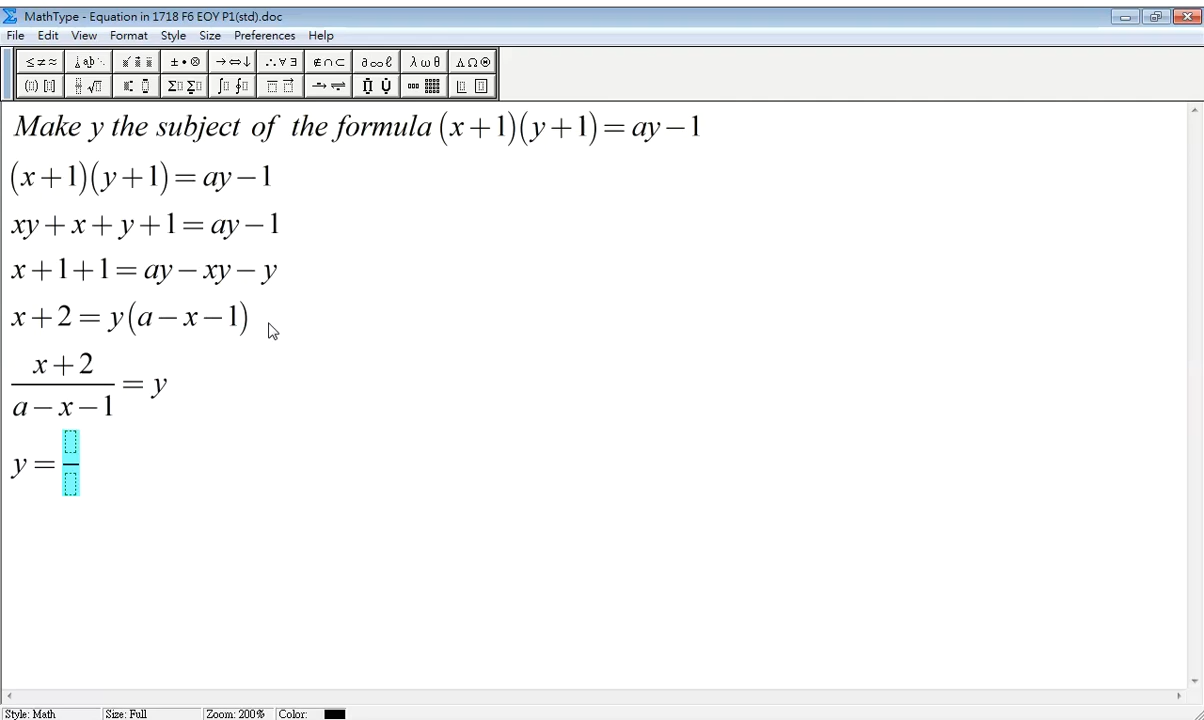 MathType - Equation in 1718 F6 EOY P1(std).doc
File Edit View Format Style Size Preferences Help
Make y the subject of the formula (x+1)(y+1)=ay−1
(x+1)(y+1)=ay−1
xy+x+y+1=ay−1
x+1+1=ay−xy−y
x+2=y(a−x−1)
x+2
a−x−1
=y
y=
Style: Math Size: Full Zoom: 200% Color: